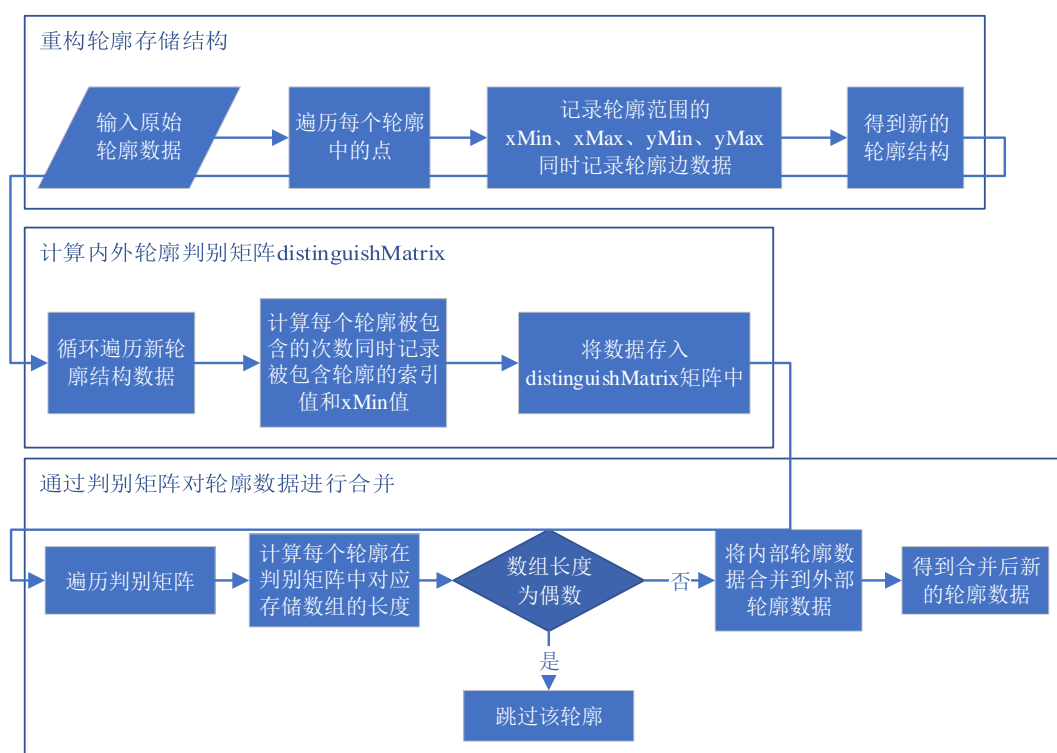 重构轮廓存储结构
输入原始
轮廓数据
遍历每个轮廓
中的点
记录轮廓范围的
xMin、xMax、yMin、yMax
同时记录轮廓边数据
得到新的
轮廓结构
计算内外轮廓判别矩阵distinguishMatrix
循环遍历新轮
廓结构数据
计算每个轮廓被包
含的次数同时记录
被包含轮廓的索引
值和xMin值
将数据存入
distinguishMatrix矩阵中
通过判别矩阵对轮廓数据进行合并
遍历判别矩阵
计算每个轮廓在
判别矩阵中对应
存储数组的长度
数组长度
为偶数
否
将内部轮廓数
据合并到外部
轮廓数据
得到合并后新
的轮廓数据
是
跳过该轮廓